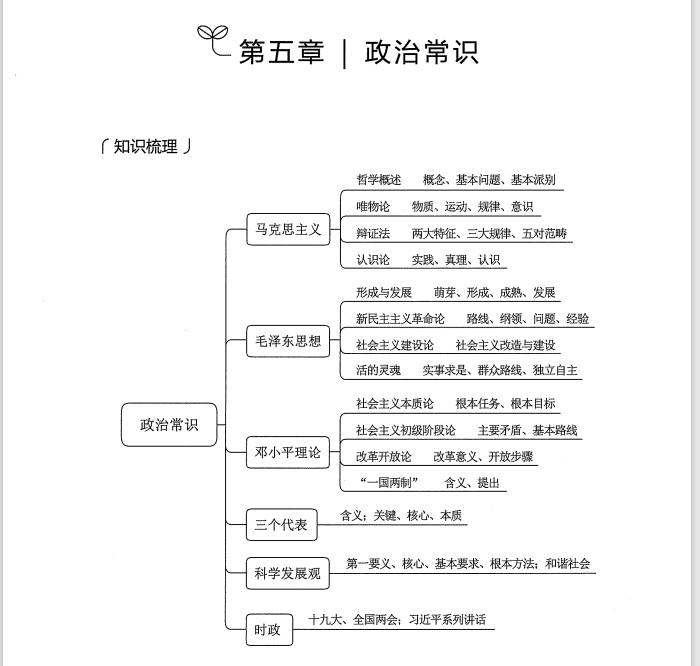 第五章 | 政治常识
知识梳理
哲学概述 概念、基本问题、基本派别
唯物论 物质、运动、规律、意识
马克思主义
辩证法 两大特征、三大规律、五对范畴
认识论 实践、真理、认识
形成与发展 萌芽、形成、成熟、发展
新民主主义革命论 路线、纲领、问题、经验
毛泽东思想
社会主义建设论 社会主义改造与建设
活的灵魂 实事求是、群众路线、独立自主
政治常识
社会主义本质论 根本任务、根本目标
社会主义初级阶段论 主要矛盾、基本路线
邓小平理论
改革开放论 改革意义、开放步骤
“一国两制” 含义、提出
三个代表 含义；关键、核心、本质
科学发展观 第一要义、核心、基本要求、根本方法；和谐社会
时政 十九大、全国两会；习近平系列讲话